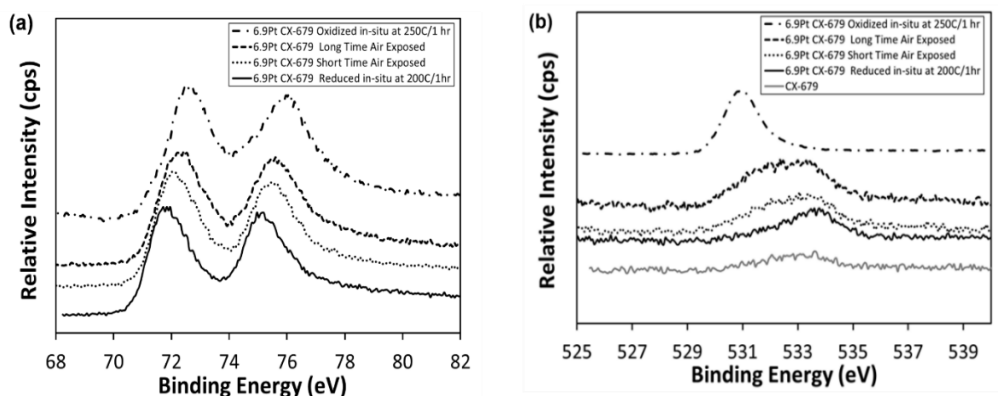 (a)
6.9Pt CX-679 Oxidized in-situ at 250C/1 hr
6.9Pt CX-679 Long Time Air Exposed
6.9Pt CX-679 Short Time Air Exposed
6.9Pt CX-679 Reduced in-situ at 200C/1hr
Relative Intensity (cps)
68 70 72 74 76 78 80 82
Binding Energy (eV)
(b)
6.9Pt CX-679 Oxidized in-situ at 250C/1 hr
6.9Pt CX-679 Long Time Air Exposed
6.9Pt CX-679 Short Time Air Exposed
6.9Pt CX-679 Reduced in-situ at 200C/1hr
CX-679
Relative Intensity (cps)
525 527 529 531 533 535 537 539
Binding Energy (eV)